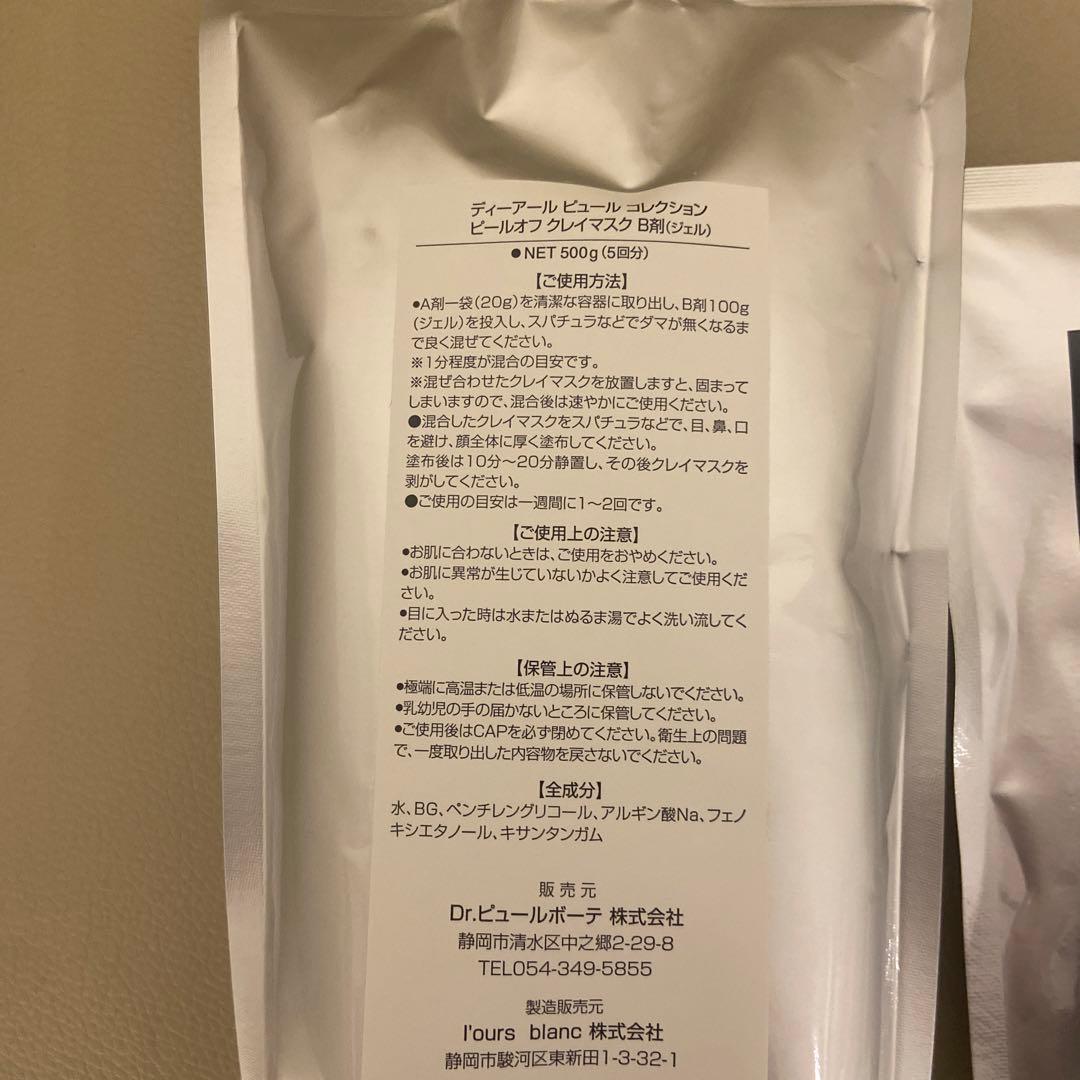 ディーアール ピュール コレクション
ピールオフ クレイマスク B剤(ジェル)
●NET 500g(5回分)
【ご使用方法】
●A剤一袋(20g)を清潔な容器に取り出し、B剤100g
(ジェル)を投入し、スパチュラなどでダマが無くなるま
で良く混ぜてください。
※1分程度が混合の目安です。
※混ぜ合わせたクレイマスクを放置しますと、固まって
しまいますので、混合後は速やかにご使用ください。
●混合したクレイマスクをスパチュラなどで、目、鼻、口
を避け、顔全体に厚く塗布してください。
塗布後は10分〜20分静置し、その後クレイマスクを
剥がしてください。
●ご使用の目安は一週間に1〜2回です。
【ご使用上の注意】
●お肌に合わないときは、ご使用をおやめください。
●お肌に異常が生じていないかよく注意してご使用くだ
さい。
●目に入った時は水またはぬるま湯でよく洗い流してく
ださい。
【保管上の注意】
●極端に高温または低温の場所に保管しないでください。
●乳幼児の手の届かないところに保管してください。
●ご使用後はCAPを必ず閉めてください。衛生上の問題
で、一度取り出した内容物を戻さないでください。
【全成分】
水、BG、ペンチレングリコール、アルギン酸Na、フェノ
キシエタノール、キサンタンガム
販売元
Dr.ピュールボーテ 株式会社
静岡市清水区中之郷2-29-8
TEL054-349-5855
製造販売元
l'ours blanc 株式会社
静岡市駿河区東新田1-3-32-1